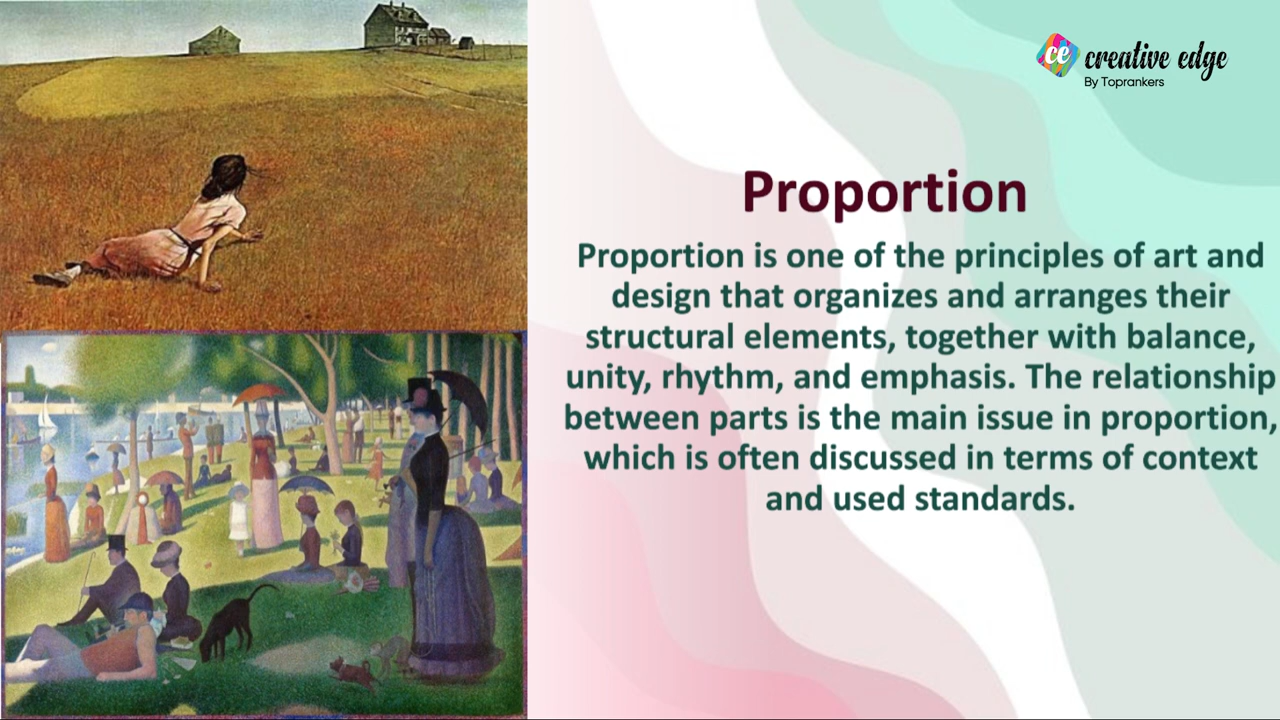 ce creative edge
By Toprankers
Proportion
Proportion is one of the principles of art and
design that organizes and arranges their
structural elements, together with balance,
unity, rhythm, and emphasis. The relationship
between parts is the main issue in proportion,
which is often discussed in terms of context
and used standards.